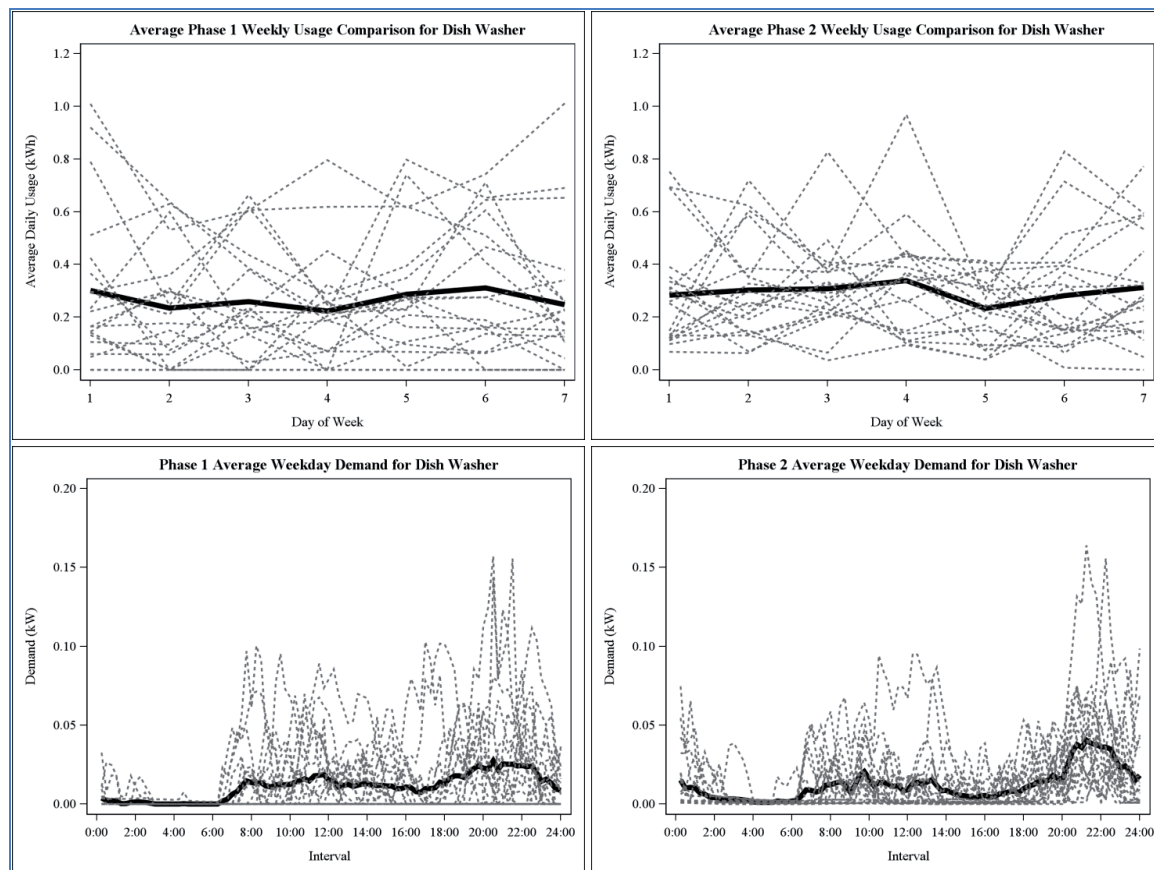 Average Phase 1 Weekly Usage Comparison for Dish Washer
1.2
1.0
0.8
0.6
0.4
0.2
0.0
Average Daily Usage (kWh)
1 2 3 4 5 6 7
Day of Week
Average Phase 2 Weekly Usage Comparison for Dish Washer
1.2
1.0
0.8
0.6
0.4
0.2
0.0
Average Daily Usage (kWh)
1 2 3 4 5 6 7
Day of Week
Phase 1 Average Weekday Demand for Dish Washer
0.20
0.15
0.10
0.05
0.00
Demand (kW)
0:00 2:00 4:00 6:00 8:00 10:00 12:00 14:00 16:00 18:00 20:00 22:00 24:00
Interval
Phase 2 Average Weekday Demand for Dish Washer
0.20
0.15
0.10
0.05
0.00
Demand (kW)
0:00 2:00 4:00 6:00 8:00 10:00 12:00 14:00 16:00 18:00 20:00 22:00 24:00
Interval